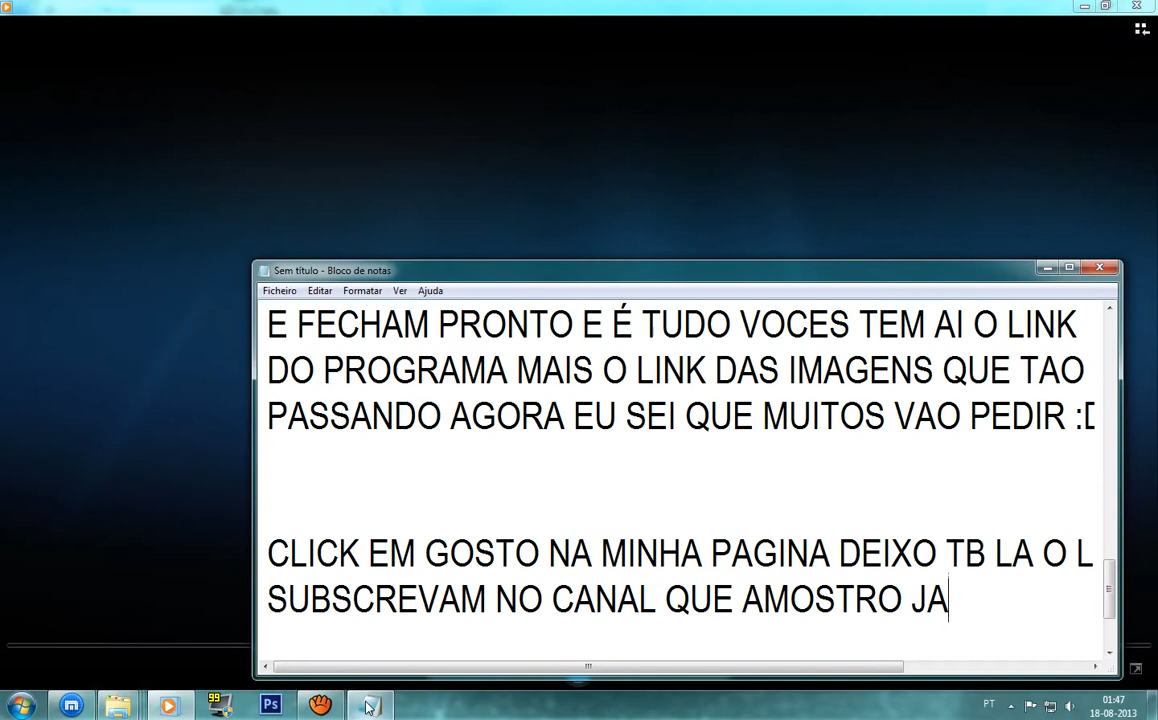 Sem título - Bloco de notas
Ficheiro Editar Formatar Ver Ajuda
E FECHAM PRONTO E É TUDO VOCES TEM AI O LINK
DO PROGRAMA MAIS O LINK DAS IMAGENS QUE TAO
PASSANDO AGORA EU SEI QUE MUITOS VAO PEDIR :D
CLICK EM GOSTO NA MINHA PAGINA DEIXO TB LA O L
SUBSCREVAM NO CANAL QUE AMOSTRO JA
99
Ps
PT
01:47
18-08-2013